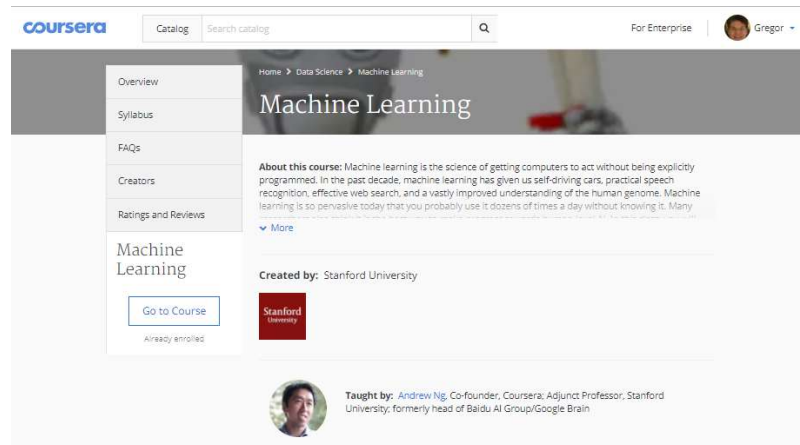 coursera
Catalog
Search catalog
For Enterprise
Gregor
Overview
Syllabus
FAQs
Creators
Ratings and Reviews
Machine
Learning
Go to Course
Already enrolled
Home > Data Science > Machine Learning
Machine Learning
About this course: Machine learning is the science of getting computers to act without being explicitly
programmed. In the past decade, machine learning has given us self-driving cars, practical speech
recognition, effective web search, and a vastly improved understanding of the human genome. Machine
learning is so pervasive today that you probably use it dozens of times a day without knowing it. Many
More
Created by: Stanford University
Stanford
University
Taught by: Andrew Ng, Co-founder, Coursera; Adjunct Professor, Stanford
University; formerly head of Baidu AI Group/Google Brain